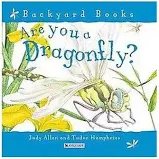 Backyard Books
Are you a
Dragonfly?
Judy Allen and Tudor Humphries